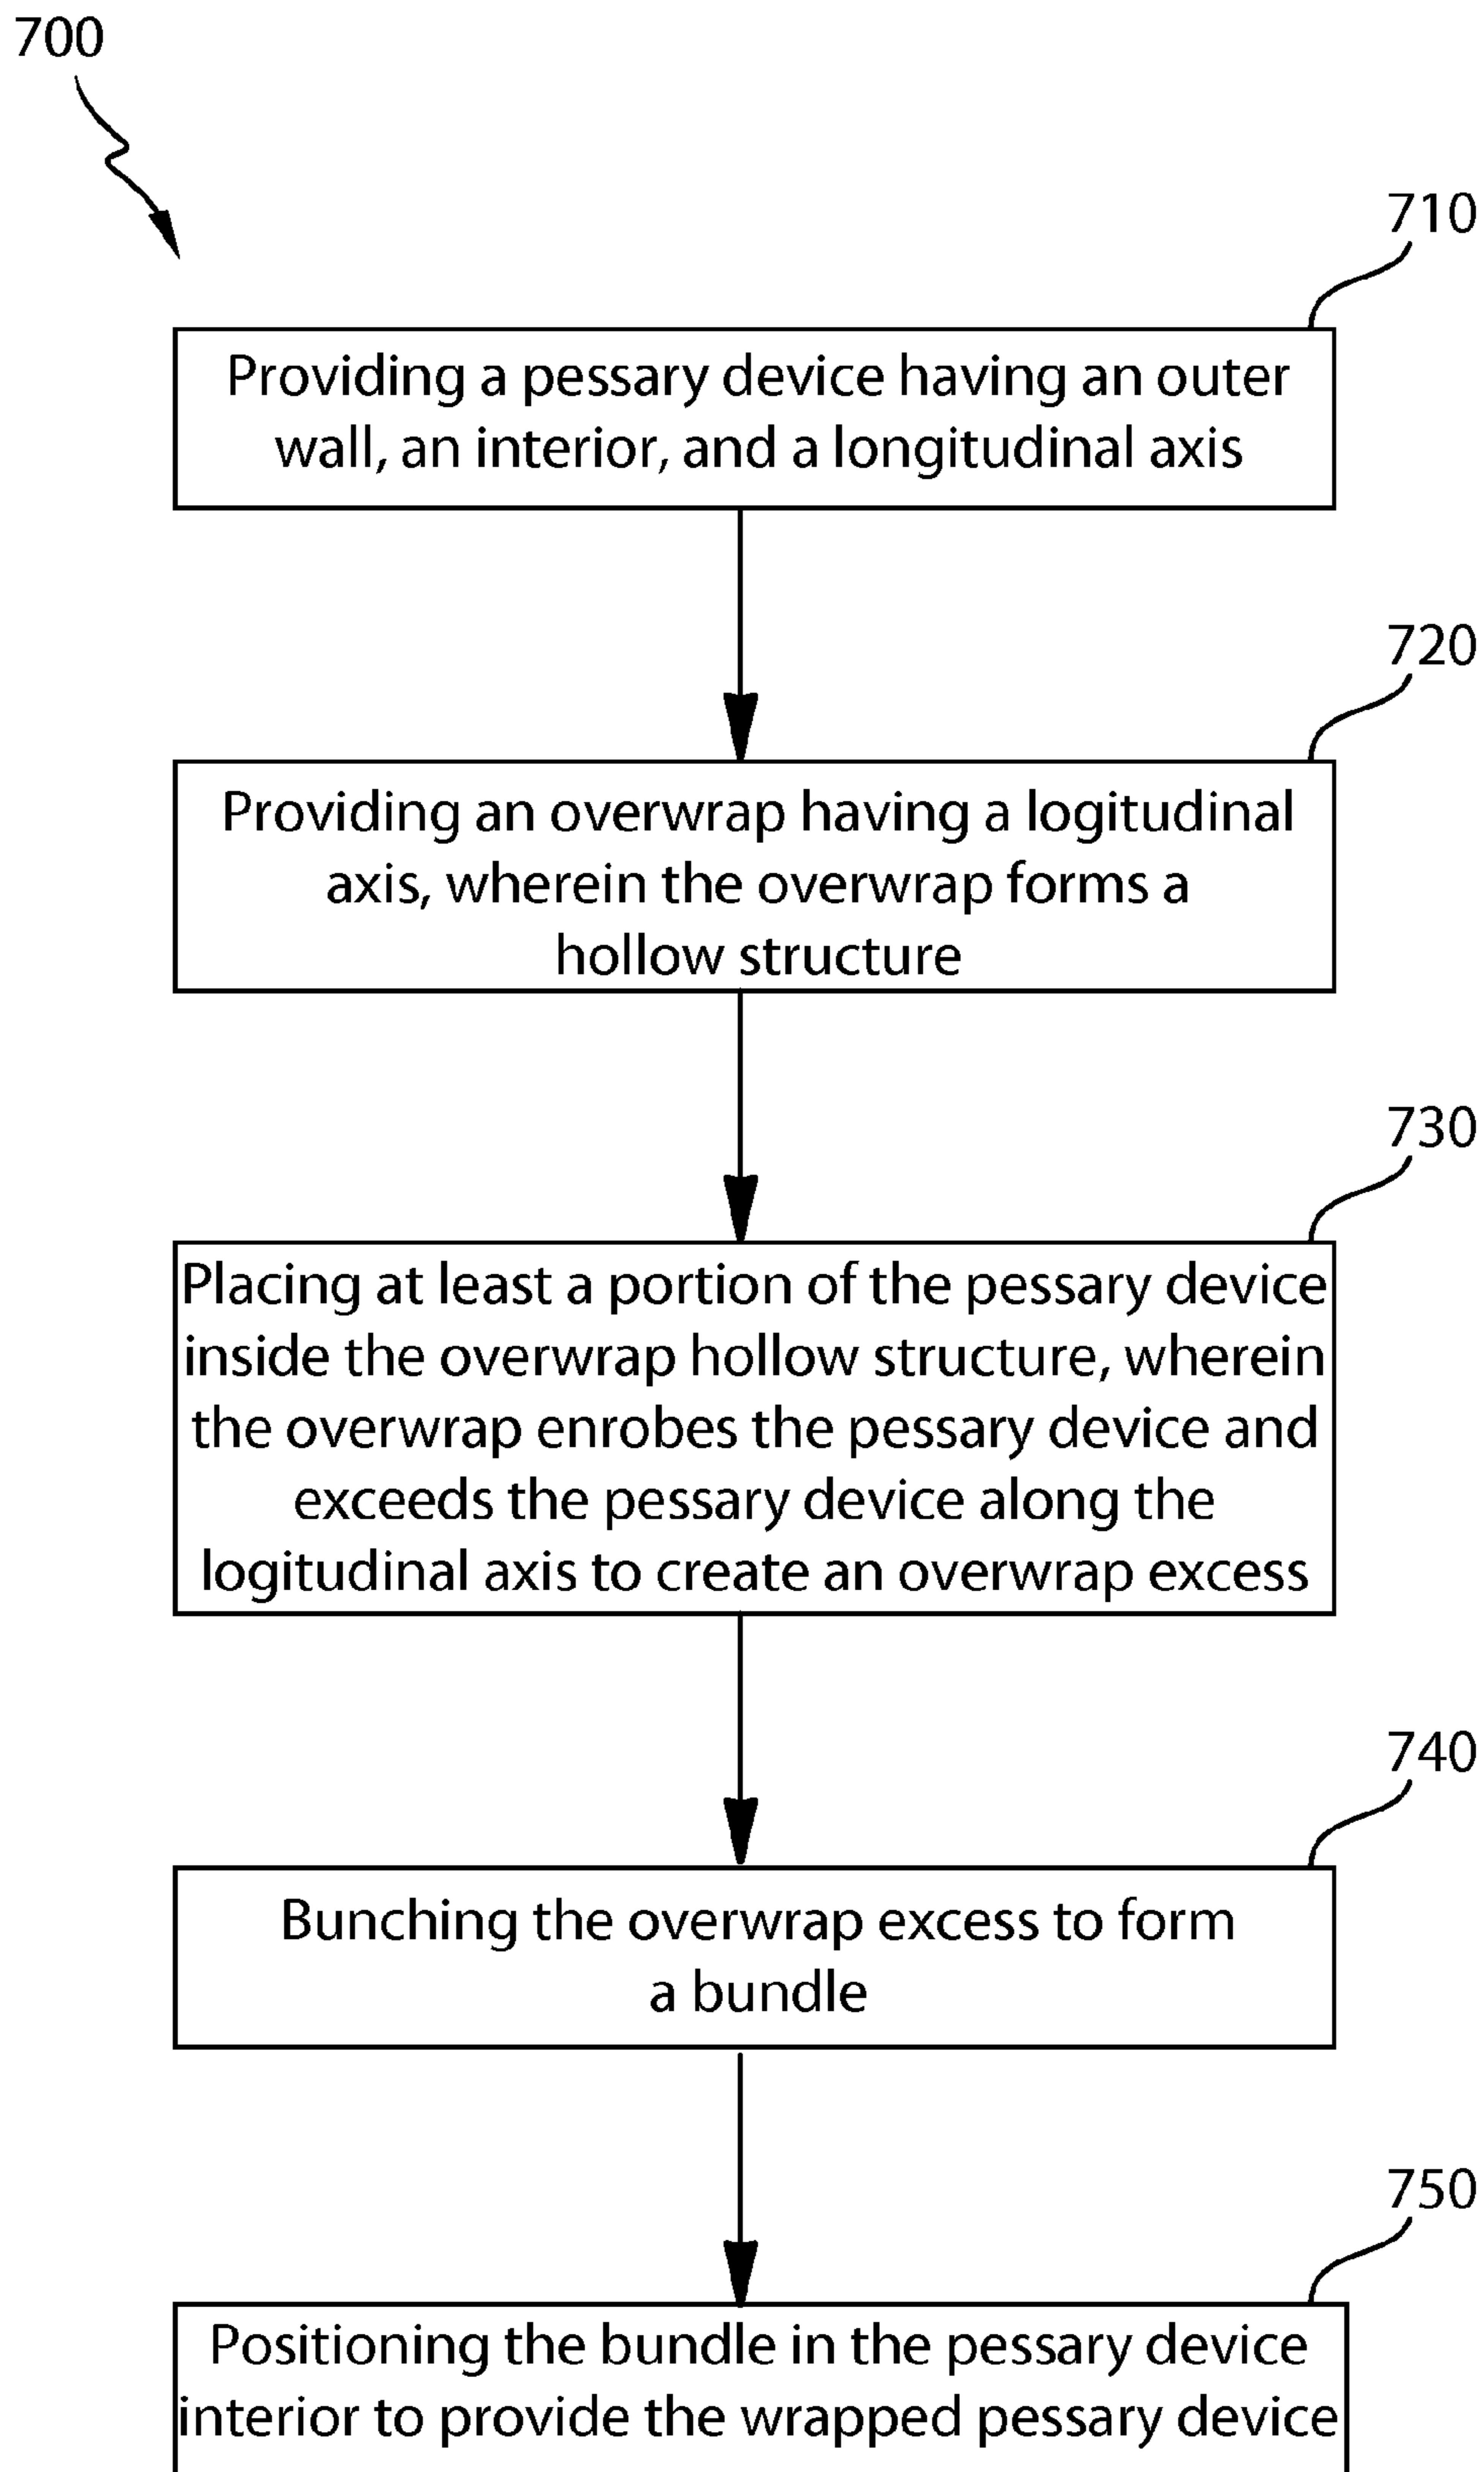 700
710
Providing a pessary device having an outer
wall, an interior, and a longitudinal axis
720
Providing an overwrap having a logitudinal
axis, wherein the overwrap forms a
hollow structure
730
Placing at least a portion of the pessary device
inside the overwrap hollow structure, wherein
the overwrap enrobes the pessary device and
exceeds the pessary device along the
logitudinal axis to create an overwrap excess
740
Bunching the overwrap excess to form
a bundle
750
Positioning the bundle in the pessary device
interior to provide the wrapped pessary device